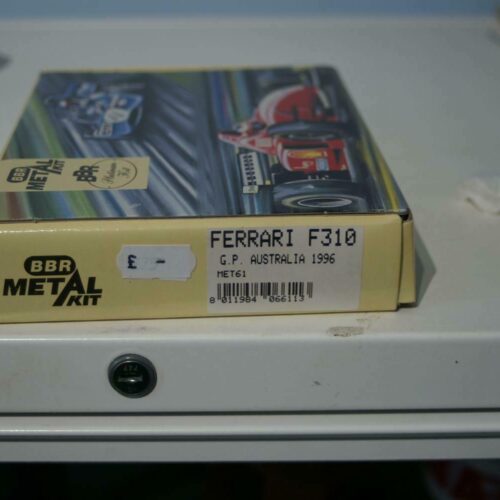 BBR
METAL
KIT
BBR
FERRARI F310
G.P. AUSTRALIA 1996
MET61
8 011984 066113
£ -
BBR
METAL
KIT